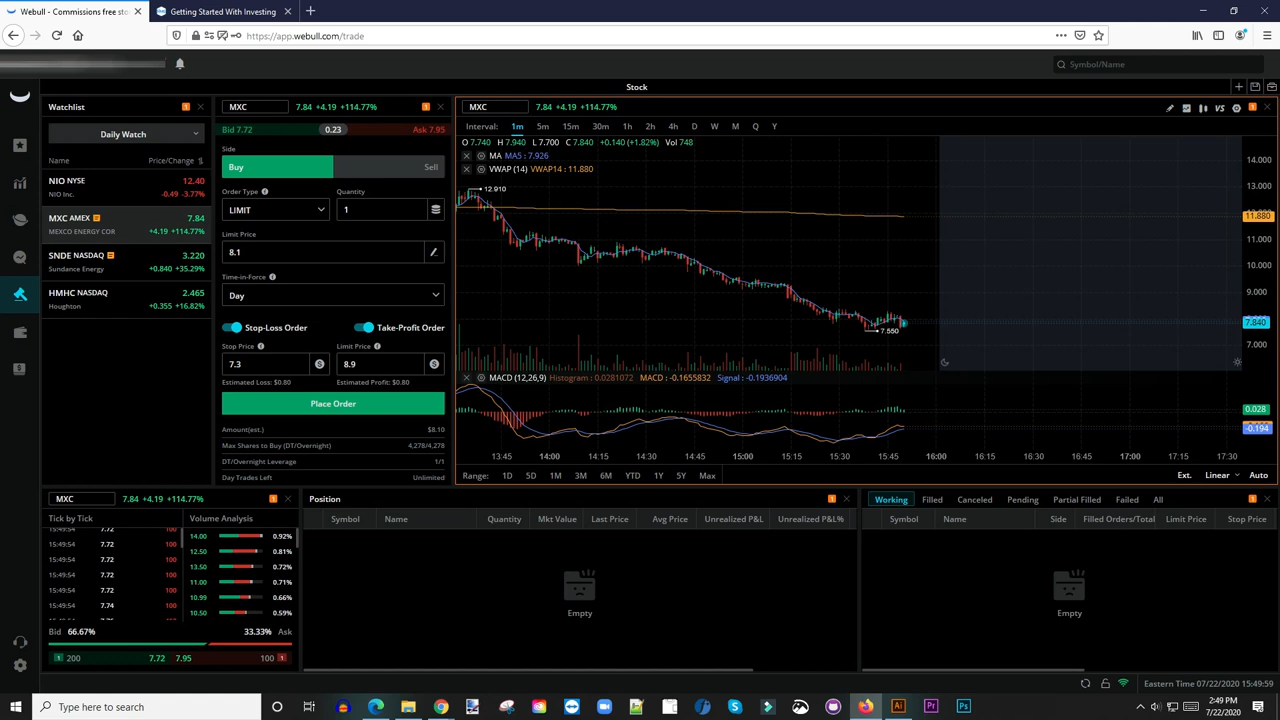 Webull - Commissions free sto
Getting Started With Investing
https://app.webull.com/trade
Symbol/Name
Stock
Watchlist
Daily Watch
Name Price/Change
NIO NYSE 12.40
NIO Inc. -0.49 -3.77%
MXC AMEX 7.84
MEXCO ENERGY COR +4.19 +114.77%
SNDE NASDAQ 3.220
Sundance Energy +0.840 +35.29%
HMHC NASDAQ 2.465
Houghton +0.355 +16.82%
MXC 7.84 +4.19 +114.77%
Bid 7.72 0.23 Ask 7.95
Side
Buy Sell
Order Type Quantity
LIMIT 1
Limit Price
8.1
Time-in-Force
Day
Stop-Loss Order Take-Profit Order
Stop Price Limit Price
7.3 8.9
Estimated Loss: $0.80 Estimated Profit: $0.80
Place Order
Amount(est.) $8.10
Max Shares to Buy (DT/Overnight) 4,278/4,278
DT/Overnight Leverage 1/1
Day Trades Left Unlimited
MXC 7.84 +4.19 +114.77%
VS
Interval: 1m 5m 15m 30m 1h 2h 4h D W M Q Y
O 7.740 H 7.940 L 7.700 C 7.840 +0.140 (+1.82%) Vol 748
MA MA5 : 7.926
VWAP (14) VWAP14 : 11.880
12.910
7.550
14.000
13.000
11.880
11.000
10.000
9.000
7.840
7.000
MACD (12,26,9) Histogram : 0.0281072 MACD : -0.1655832 Signal : -0.1936904
0.028
-0.194
13:45 14:00 14:15 14:30 14:45 15:00 15:15 15:30 15:45 16:00 16:15 16:30 16:45 17:00 17:15 17:30
Range: 1D 5D 1M 3M 6M YTD 1Y 5Y Max Ext. Linear Auto
MXC 7.84 +4.19 +114.77%
Tick by Tick Volume Analysis
15:49:54 7.72 100
15:49:54 7.72 100
15:49:54 7.72 100
15:49:54 7.72 100
15:49:54 7.74 100
14.00 0.92%
12.50 0.81%
13.50 0.72%
11.00 0.71%
10.99 0.66%
10.50 0.59%
Bid 66.67% 33.33% Ask
1 200 7.72 7.95 100 1
Position
Symbol Name Quantity Mkt Value Last Price Avg Price Unrealized P&L Unrealized P&L%
Empty
Working Filled Canceled Pending Partial Filled Failed All
Symbol Name Side Filled Orders/Total Limit Price Stop Price
Empty
Eastern Time 07/22/2020 15:49:59
Type here to search
Ai
Pr
Ps
2:49 PM
7/22/2020